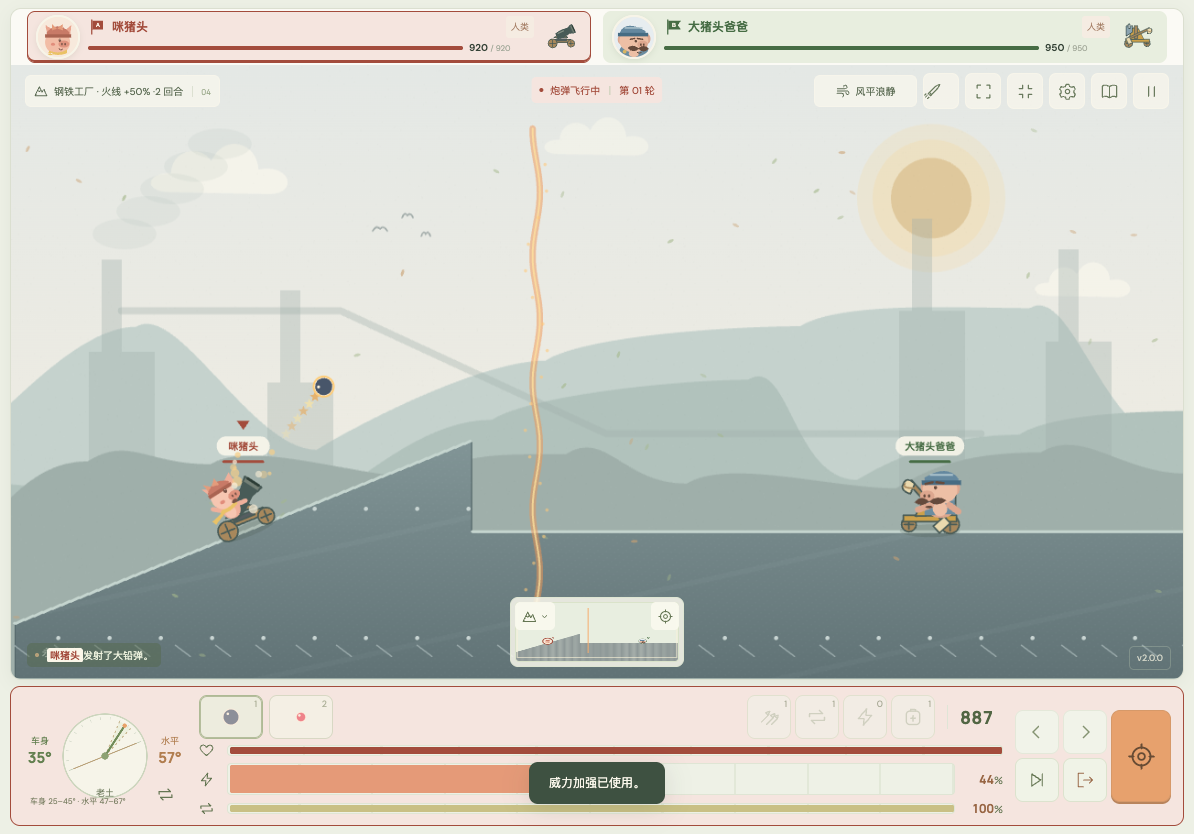 咪猪头
人类
920 / 920
大猪头爸爸
人类
950 / 950
钢铁工厂 · 火线 +50% ·2 回合 04
炮弹飞行中 第 01 轮
风平浪静
咪猪头
大猪头爸爸
咪猪头 发射了大铅弹。
v2.0.0
1
2
1
1
0
1
887
车身
35°
水平
57°
老土
车身 25–45° · 水平 47–67°
44%
威力加强已使用。
100%